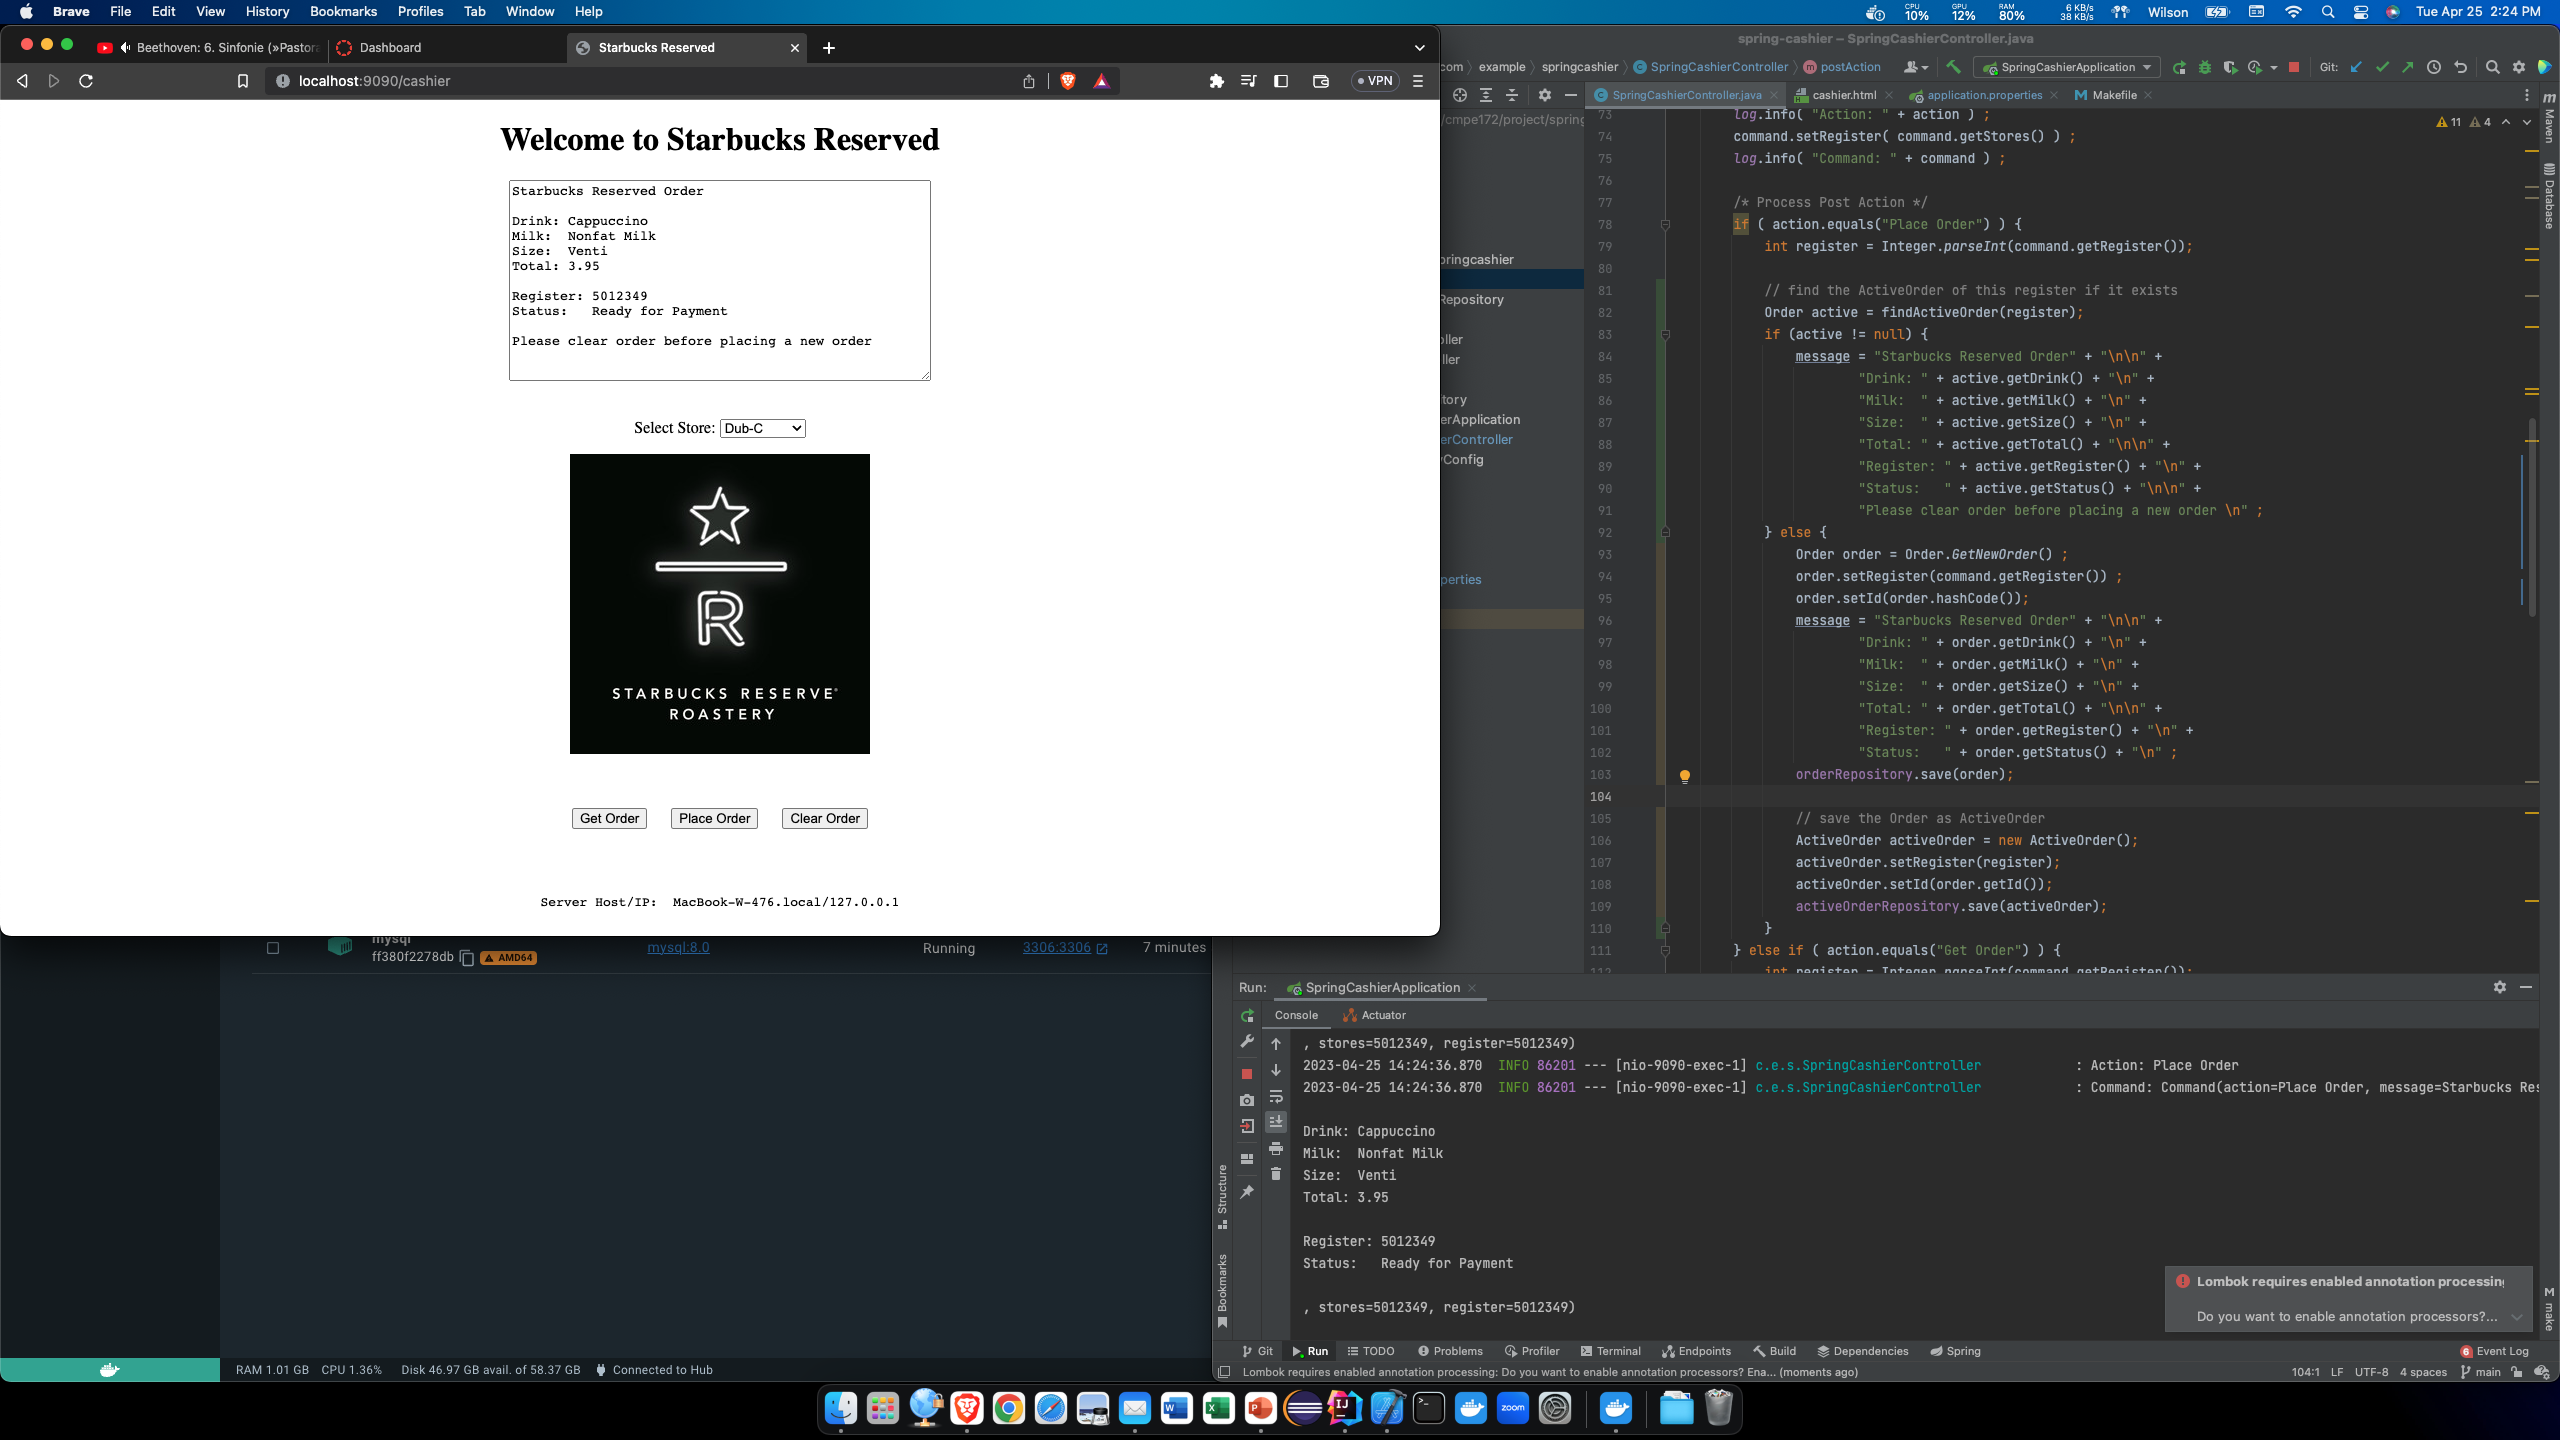 Brave File Edit View History Bookmarks Profiles Tab Window Help
CPU 10% GPU 12% RAM 80% 6 KB/s 38 KB/s Wilson Tue Apr 25 2:24 PM
Beethoven: 6. Sinfonie (»Pastora
Dashboard
Starbucks Reserved
localhost:9090/cashier
VPN
Welcome to Starbucks Reserved
Starbucks Reserved Order
Drink: Cappuccino
Milk: Nonfat Milk
Size: Venti
Total: 3.95
Register: 5012349
Status: Ready for Payment
Please clear order before placing a new order
Select Store: Dub-C
STARBUCKS RESERVE
ROASTERY
Get Order Place Order Clear Order
Server Host/IP: MacBook-W-476.local/127.0.0.1
mysql
ff380f2278db AMD64 mysql:8.0 Running 3306:3306 7 minutes
RAM 1.01 GB CPU 1.36% Disk 46.97 GB avail. of 58.37 GB Connected to Hub
spring-cashier – SpringCashierController.java
com example springcashier SpringCashierController postAction
SpringCashierApplication Git:
SpringCashierController.java cashier.html application.properties Makefile
/cmpe172/project/spring
pringcashier
Repository
oller
ller
tory
erApplication
erController
yConfig
perties
11 4
Maven
Database
make
73 log.info( "Action: " + action ) ;
74 command.setRegister( command.getStores() ) ;
75 log.info( "Command: " + command ) ;
76
77 /* Process Post Action */
78 if ( action.equals("Place Order") ) {
79 int register = Integer.parseInt(command.getRegister());
80
81 // find the ActiveOrder of this register if it exists
82 Order active = findActiveOrder(register);
83 if (active != null) {
84 message = "Starbucks Reserved Order" + "\n\n" +
85 "Drink: " + active.getDrink() + "\n" +
86 "Milk:  " + active.getMilk() + "\n" +
87 "Size:  " + active.getSize() + "\n" +
88 "Total: " + active.getTotal() + "\n\n" +
89 "Register: " + active.getRegister() + "\n" +
90 "Status:   " + active.getStatus() + "\n\n" +
91 "Please clear order before placing a new order \n" ;
92 } else {
93 Order order = Order.GetNewOrder() ;
94 order.setRegister(command.getRegister()) ;
95 order.setId(order.hashCode());
96 message = "Starbucks Reserved Order" + "\n\n" +
97 "Drink: " + order.getDrink() + "\n" +
98 "Milk:  " + order.getMilk() + "\n" +
99 "Size:  " + order.getSize() + "\n" +
100 "Total: " + order.getTotal() + "\n\n" +
101 "Register: " + order.getRegister() + "\n" +
102 "Status:   " + order.getStatus() + "\n" ;
103 orderRepository.save(order);
104
105 // save the Order as ActiveOrder
106 ActiveOrder activeOrder = new ActiveOrder();
107 activeOrder.setRegister(register);
108 activeOrder.setId(order.getId());
109 activeOrderRepository.save(activeOrder);
110 }
111 } else if ( action.equals("Get Order") ) {
112 int register = Integer.parseInt(command.getRegister());
Run: SpringCashierApplication
Console Actuator
, stores=5012349, register=5012349)
2023-04-25 14:24:36.870 INFO 86201 --- [nio-9090-exec-1] c.e.s.SpringCashierController : Action: Place Order
2023-04-25 14:24:36.870 INFO 86201 --- [nio-9090-exec-1] c.e.s.SpringCashierController : Command: Command(action=Place Order, message=Starbucks Res
Drink: Cappuccino
Milk: Nonfat Milk
Size: Venti
Total: 3.95
Register: 5012349
Status: Ready for Payment
, stores=5012349, register=5012349)
Structure
Bookmarks
Lombok requires enabled annotation processing
Do you want to enable annotation processors?...
Git Run TODO Problems Profiler Terminal Endpoints Build Dependencies Spring 6 Event Log
Lombok requires enabled annotation processing: Do you want to enable annotation processors? Ena... (moments ago) 104:1 LF UTF-8 4 spaces main
zoom